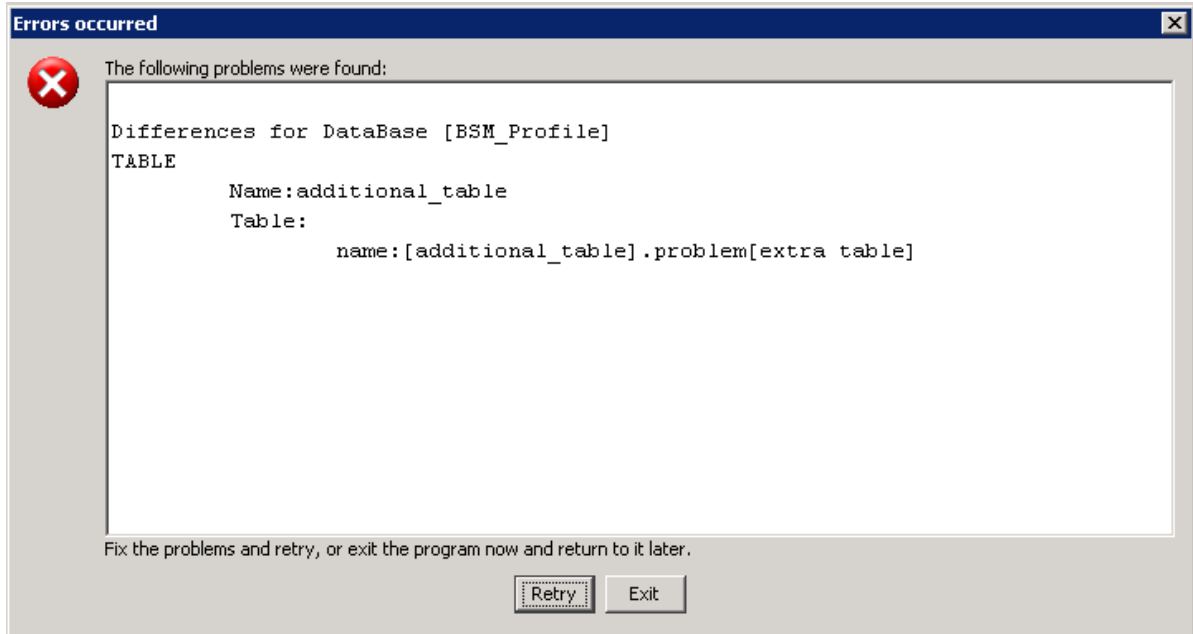 Errors occurred
The following problems were found:
Differences for DataBase [BSM_Profile]
TABLE
Name:additional_table
Table:
name:[additional_table].problem[extra table]
Fix the problems and retry, or exit the program now and return to it later.
Retry Exit